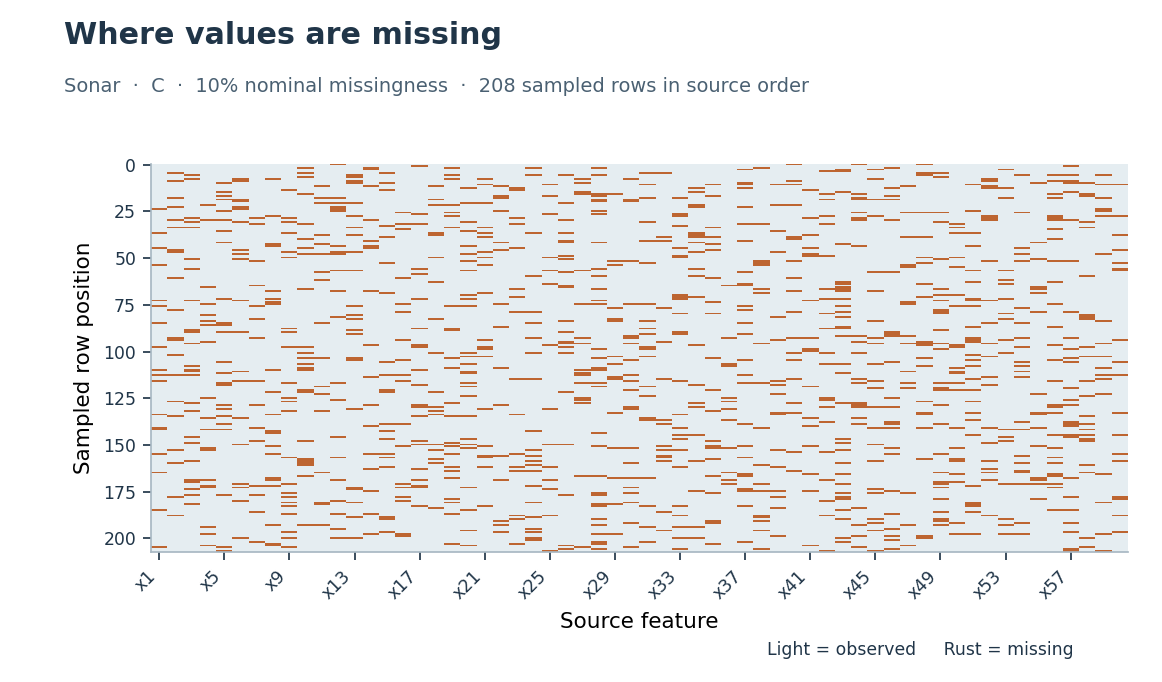 Where values are missing
Sonar · C · 10% nominal missingness · 208 sampled rows in source order
0
25
50
75
100
125
150
175
200
Sampled row position
x1 x5 x9 x13 x17 x21 x25 x29 x33 x37 x41 x45 x49 x53 x57
Source feature
Light = observed Rust = missing